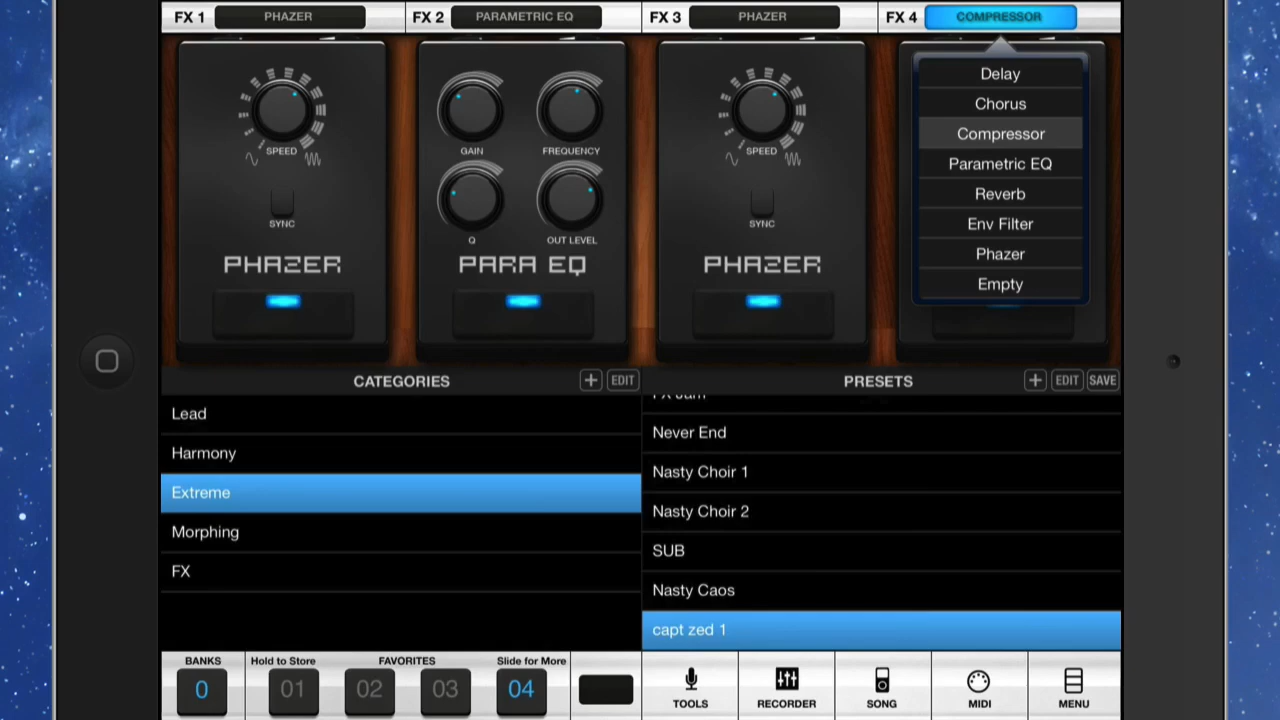 FX 1 PHAZER FX 2 PARAMETRIC EQ FX 3 PHAZER FX 4 COMPRESSOR
SPEED
SYNC
PHAZER
GAIN FREQUENCY
Q OUT LEVEL
PARA EQ
SPEED
SYNC
PHAZER
Delay
Chorus
Compressor
Parametric EQ
Reverb
Env Filter
Phazer
Empty
CATEGORIES + EDIT
Lead
Harmony
Extreme
Morphing
FX
PRESETS + EDIT SAVE
FX Jam
Never End
Nasty Choir 1
Nasty Choir 2
SUB
Nasty Caos
capt zed 1
BANKS Hold to Store FAVORITES Slide for More
0 01 02 03 04
TOOLS RECORDER SONG MIDI MENU